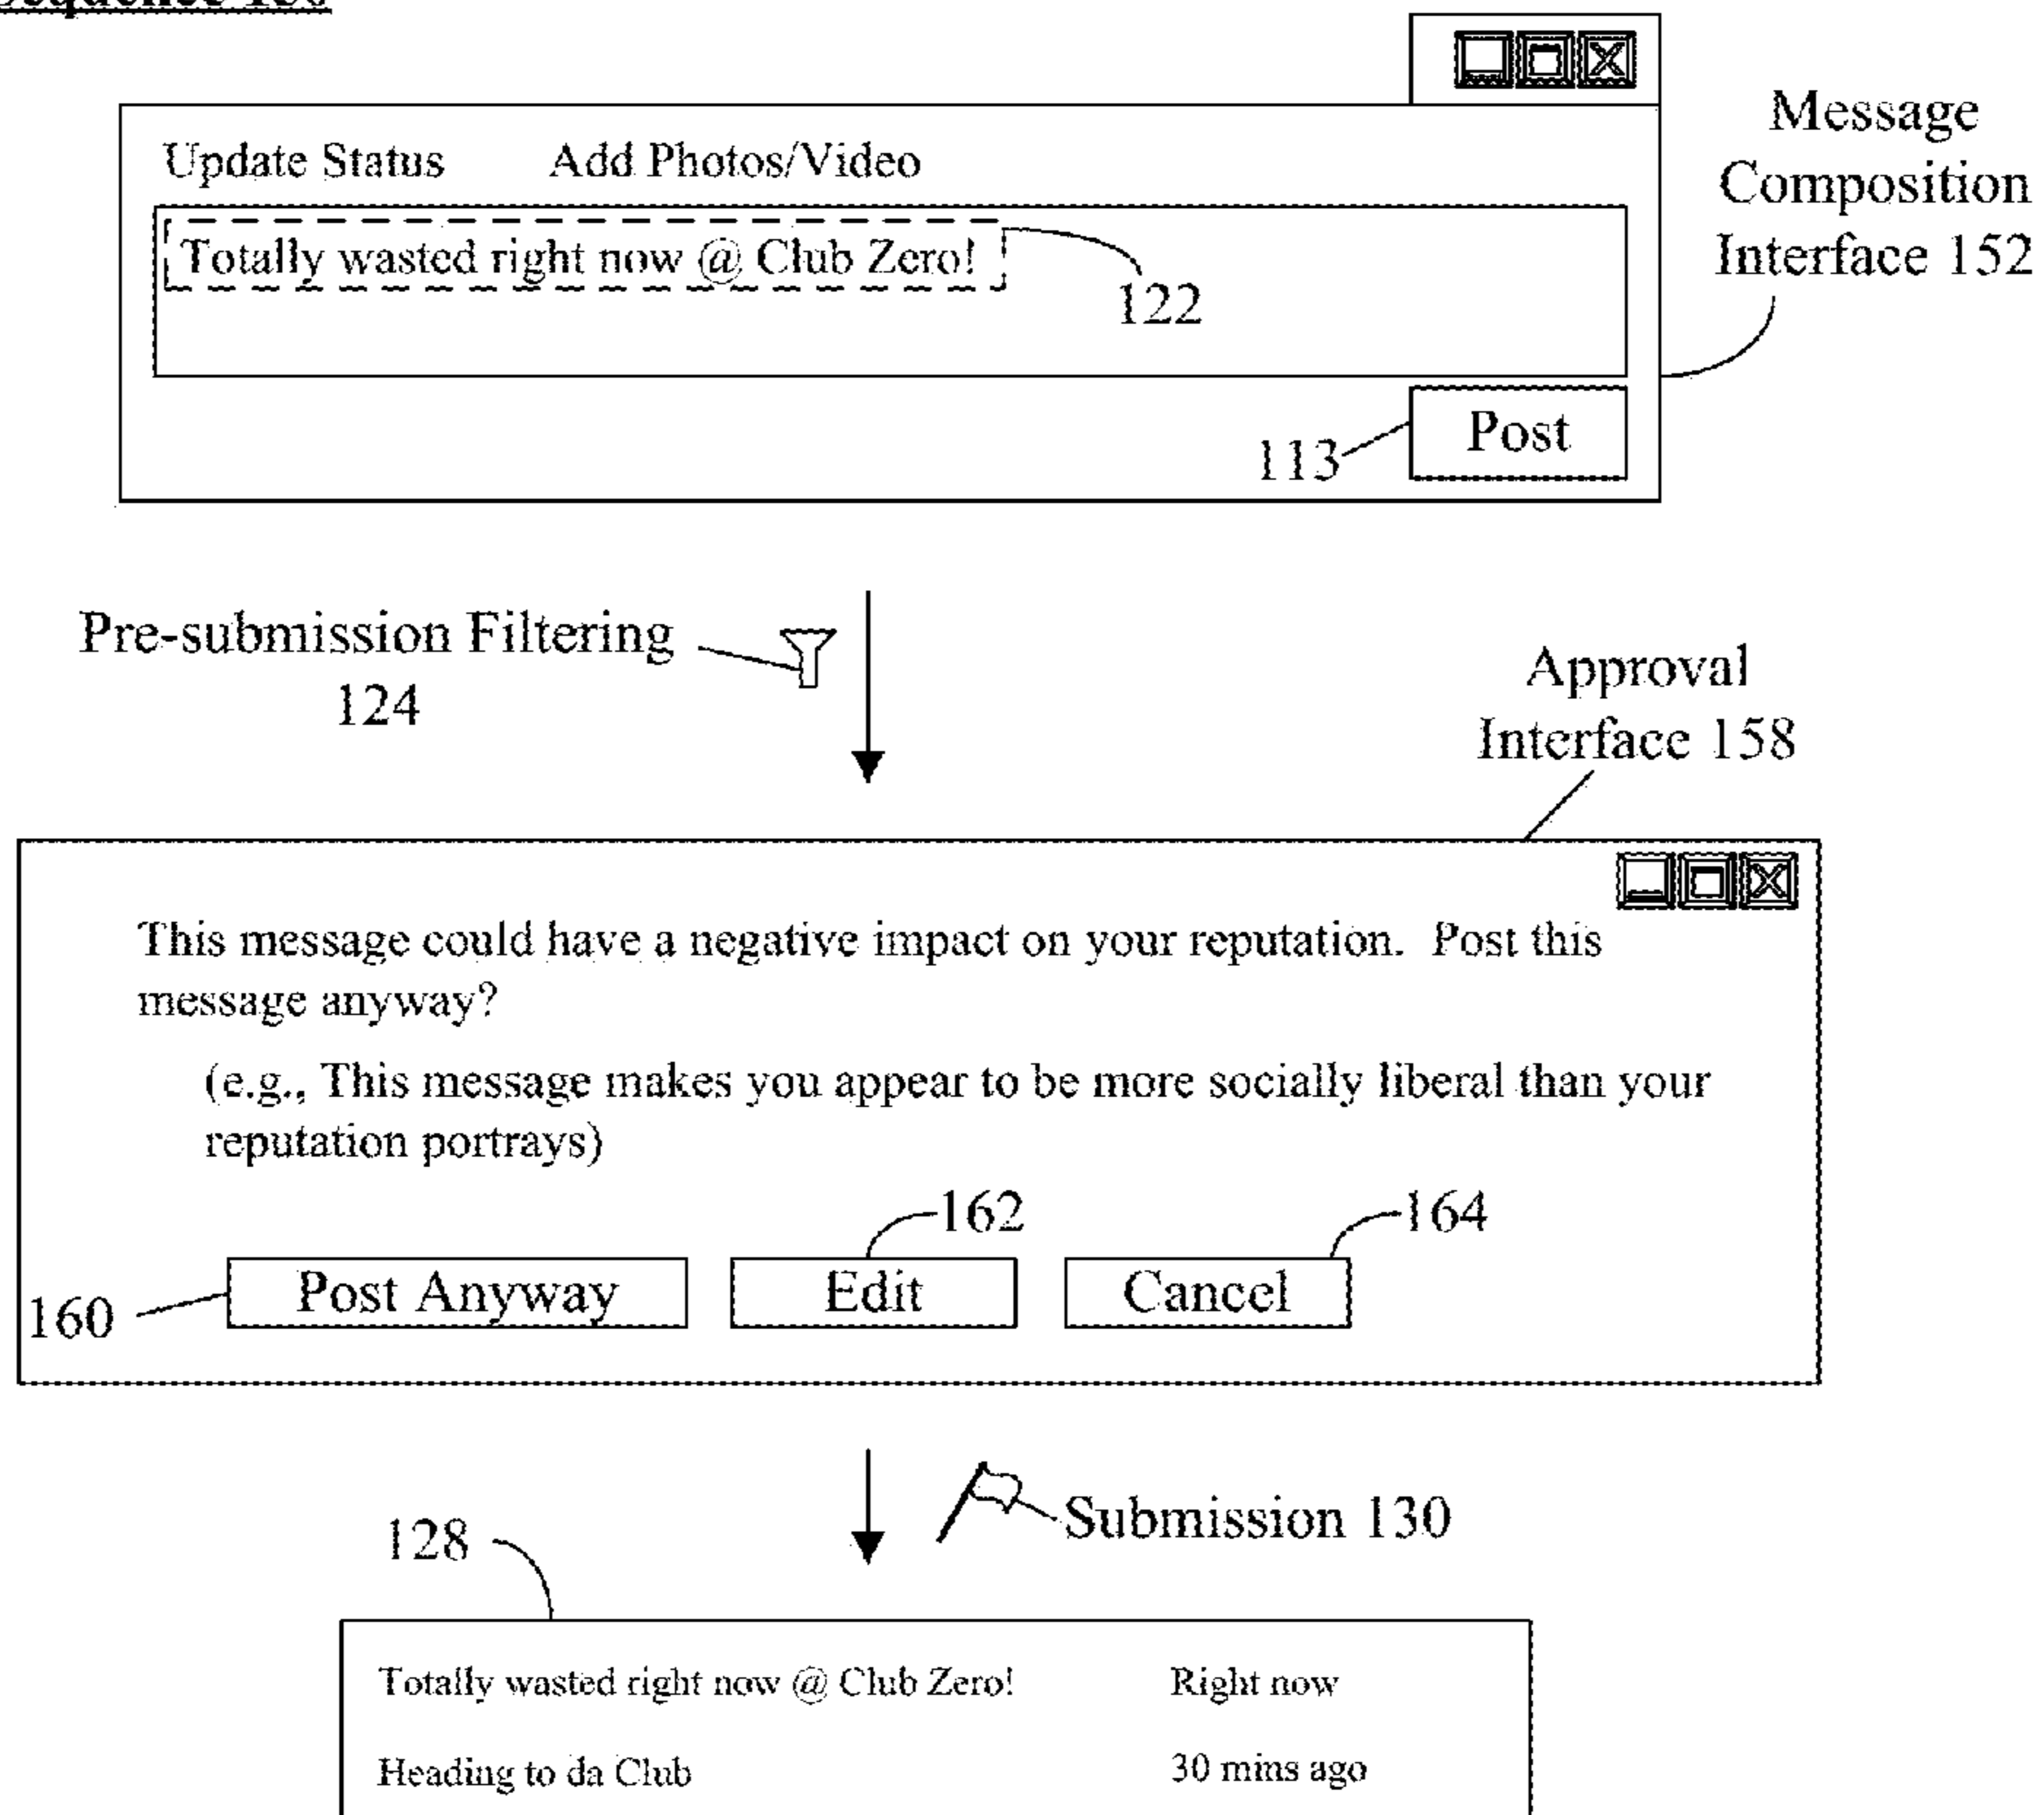 Update Status Add Photos/Video
Message
Composition
Interface 152
Totally wasted right now @ Club Zero!
122
Post
113
Pre-submission Filtering
124
Approval
Interface 158
This message could have a negative impact on your reputation. Post this
message anyway?
(e.g., This message makes you appear to be more socially liberal than your
reputation portrays)
162
164
Post Anyway
Edit
Cancel
160
Submission 130
128
Totally wasted right now @ Club Zero! Right now
Heading to da Club 30 mins ago